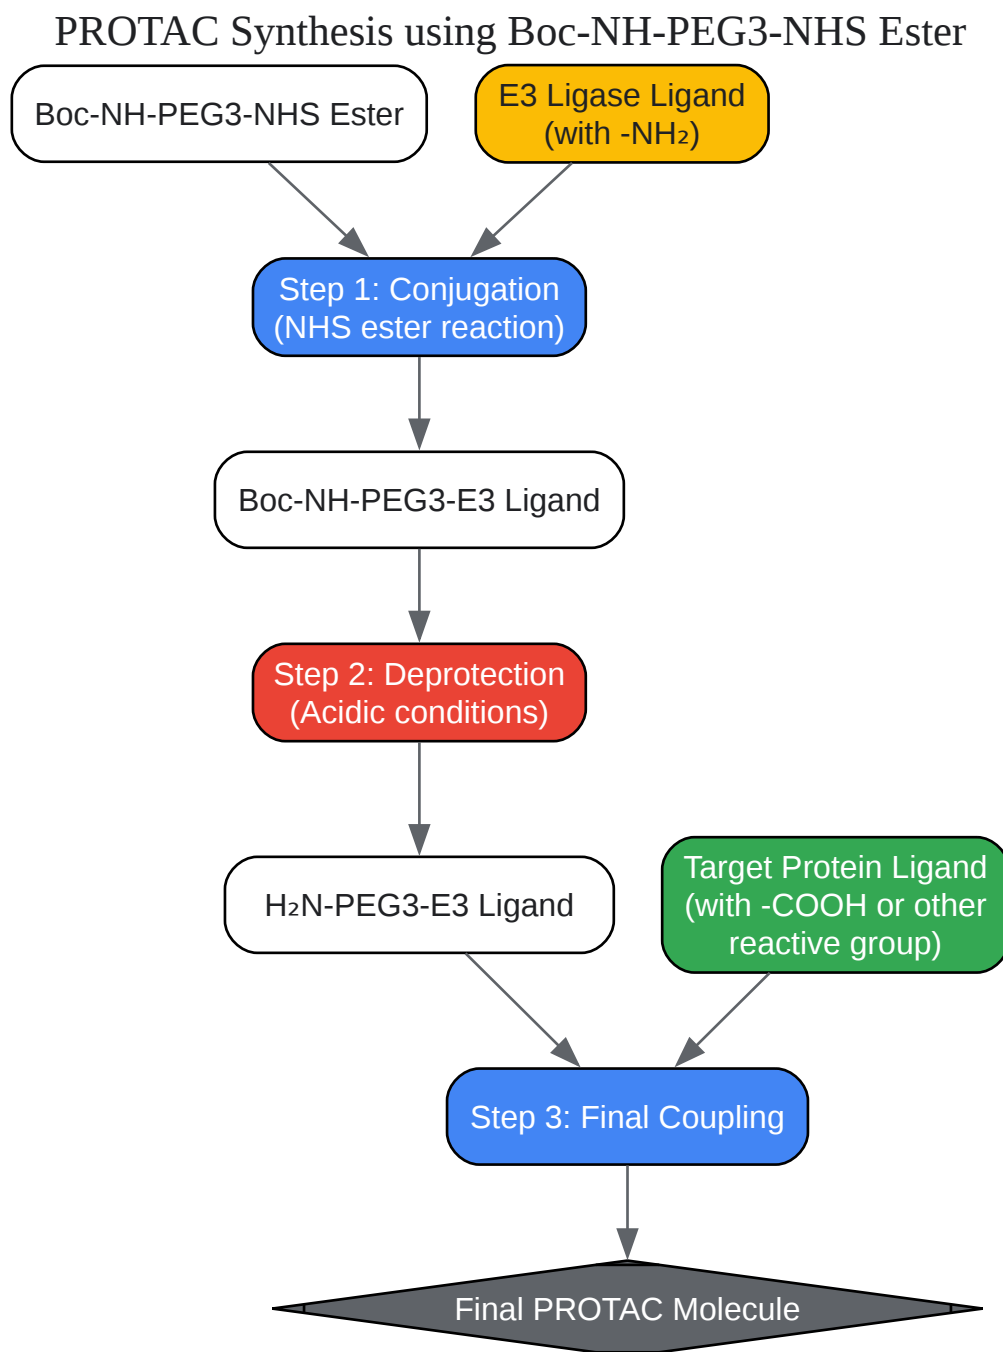 PROTAC Synthesis using Boc-NH-PEG3-NHS Ester
Boc-NH-PEG3-NHS Ester
E3 Ligase Ligand
(with -NH₂)
Step 1: Conjugation
(NHS ester reaction)
Boc-NH-PEG3-E3 Ligand
Step 2: Deprotection
(Acidic conditions)
H₂N-PEG3-E3 Ligand
Target Protein Ligand
(with -COOH or other
reactive group)
Step 3: Final Coupling
Final PROTAC Molecule